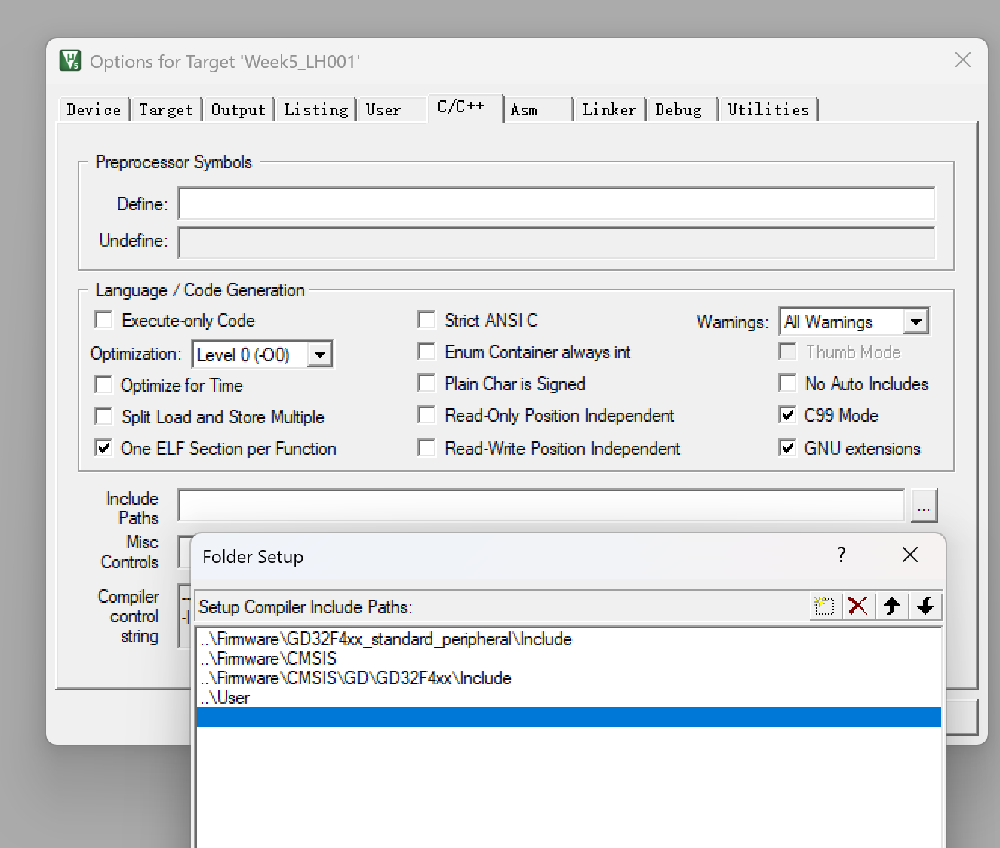 Options for Target 'Week5_LH001'
Device Target Output Listing User C/C++ Asm Linker Debug Utilities
Preprocessor Symbols
Define:
Undefine:
Language / Code Generation
Execute-only Code
Strict ANSI C
Warnings: All Warnings
Optimization: Level 0 (-O0)
Enum Container always int
Thumb Mode
Optimize for Time
Plain Char is Signed
No Auto Includes
Split Load and Store Multiple
Read-Only Position Independent
C99 Mode
One ELF Section per Function
Read-Write Position Independent
GNU extensions
Include
Paths
...
Misc
Controls
Compiler
control
string
Folder Setup
Setup Compiler Include Paths:
..\Firmware\GD32F4xx_standard_peripheral\Include
..\Firmware\CMSIS
..\Firmware\CMSIS\GD\GD32F4xx\Include
..\User